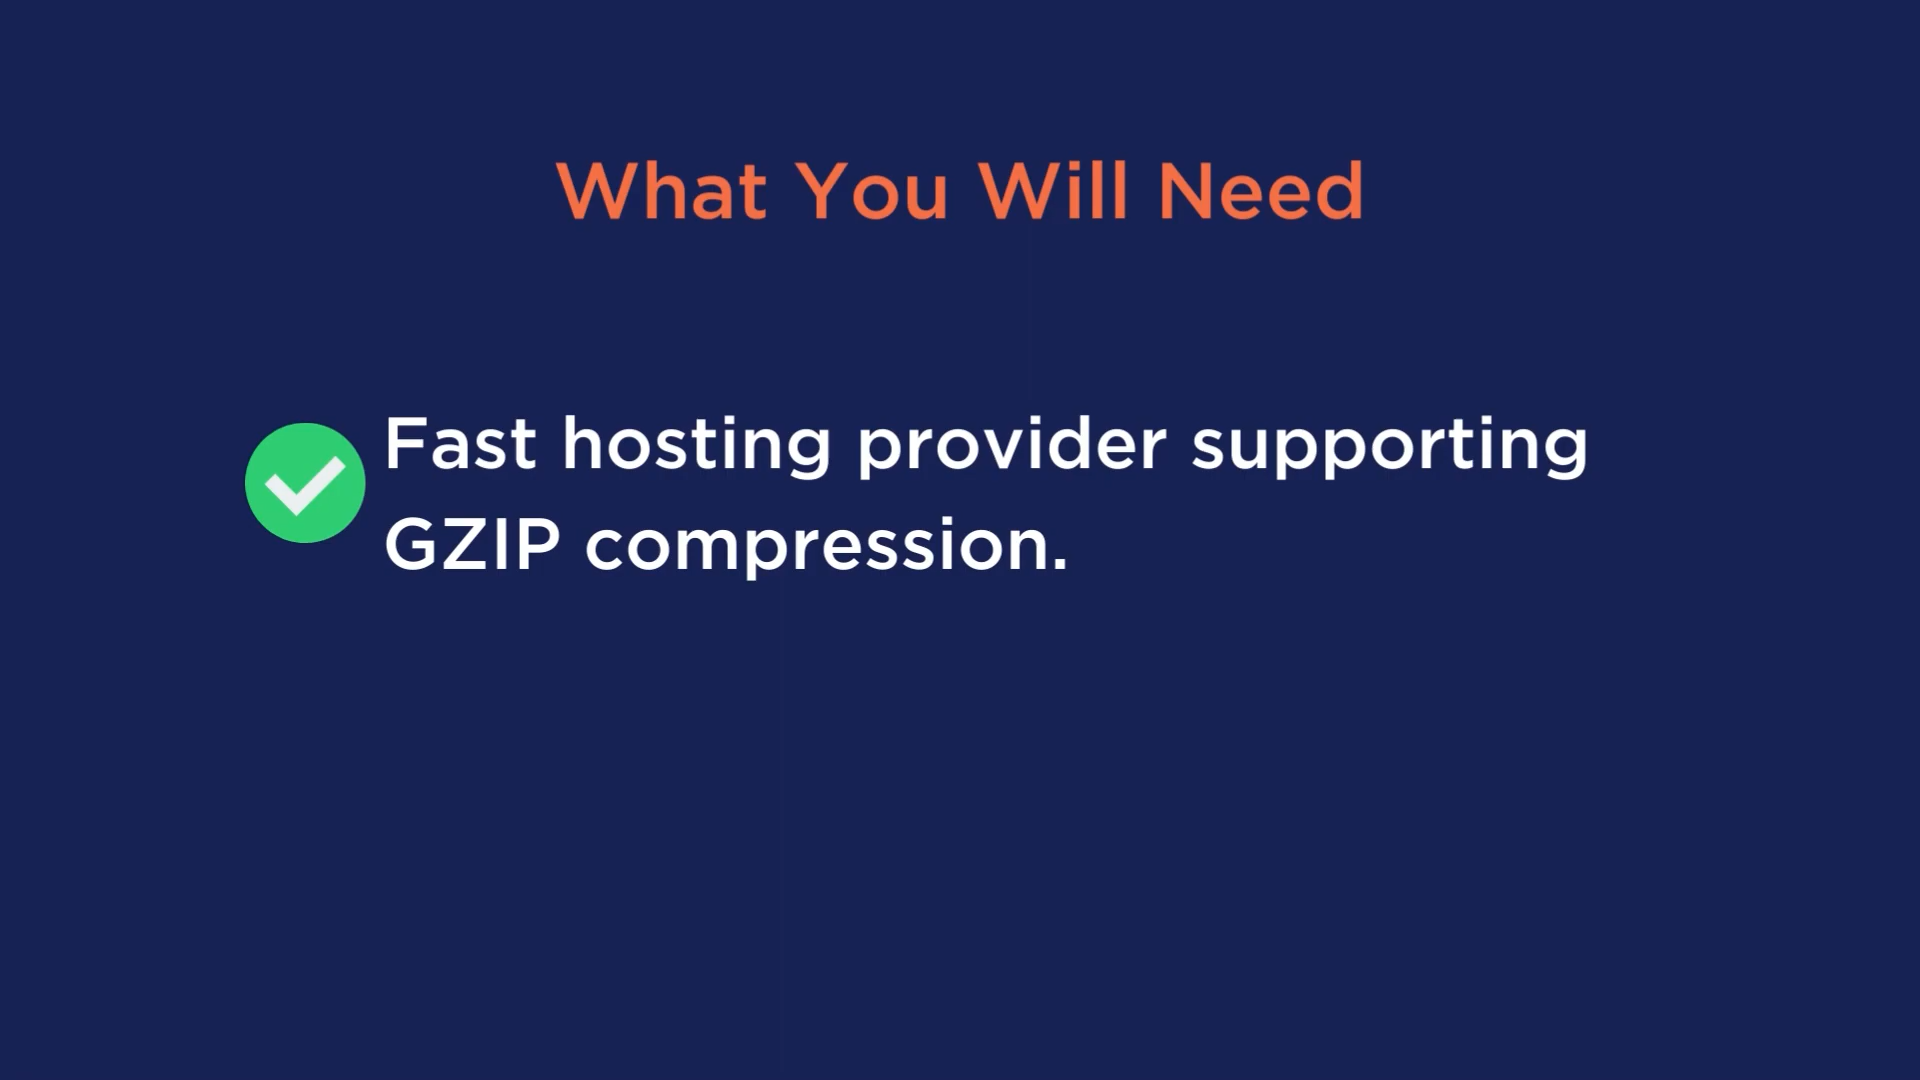 What You Will Need
Fast hosting provider supporting
GZIP compression.